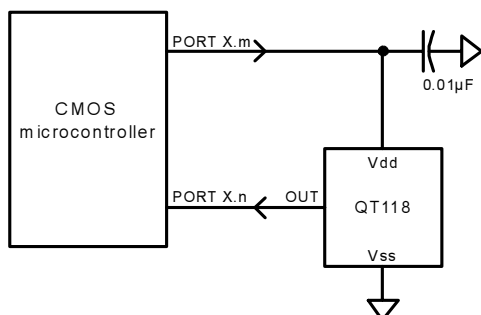 PORT X.m
0.01µF
CMOS
microcontroller
Vdd
PORT X.n
OUT
QT118
Vss